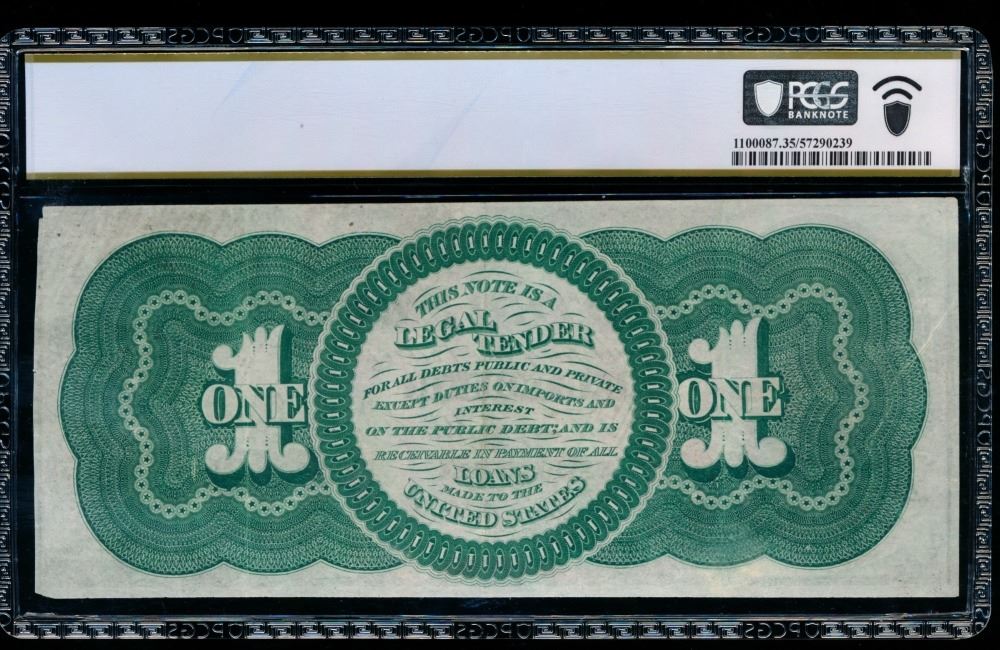 PCGS
BANKNOTE
1100087.35/57290239
THIS NOTE IS A
LEGAL TENDER
FOR ALL DEBTS PUBLIC AND PRIVATE
EXCEPT DUTIES ON IMPORTS AND
INTEREST
ON THE PUBLIC DEBT; AND IS
RECEIVABLE IN PAYMENT OF ALL
LOANS
MADE TO THE
UNITED STATES
1 ONE
1 ONE